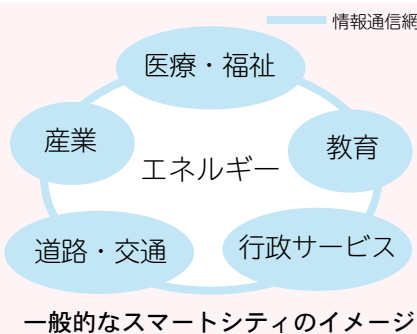 情報通信網
医療・福祉
産業
教育
エネルギー
道路・交通
行政サービス
一般的なスマートシティのイメージ